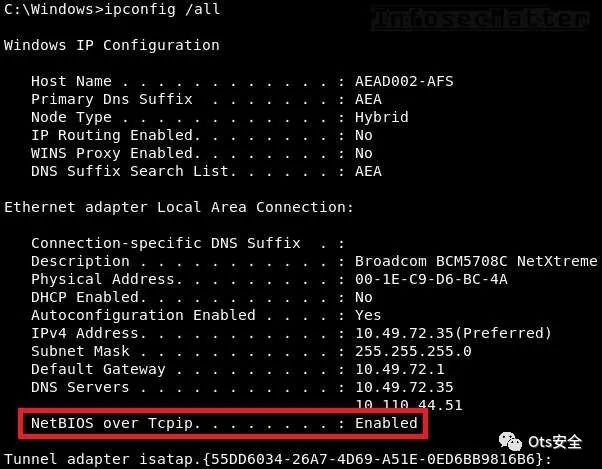 C:\Windows>ipconfig /all
InfosecMatter
Windows IP Configuration
Host Name . . . . . . . . . . . . : AEAD002-AFS
Primary Dns Suffix  . . . . . . . : AEA
Node Type . . . . . . . . . . . . : Hybrid
IP Routing Enabled. . . . . . . . : No
WINS Proxy Enabled. . . . . . . . : No
DNS Suffix Search List. . . . . . : AEA
Ethernet adapter Local Area Connection:
Connection-specific DNS Suffix  . :
Description . . . . . . . . . . . : Broadcom BCM5708C NetXtreme
Physical Address. . . . . . . . . : 00-1E-C9-D6-BC-4A
DHCP Enabled. . . . . . . . . . . : No
Autoconfiguration Enabled . . . . : Yes
IPv4 Address. . . . . . . . . . . : 10.49.72.35(Preferred)
Subnet Mask . . . . . . . . . . . : 255.255.255.0
Default Gateway . . . . . . . . . : 10.49.72.1
DNS Servers . . . . . . . . . . . : 10.49.72.35
10.110.44.51
NetBIOS over Tcpip. . . . . . . . : Enabled
Ots安全
Tunnel adapter isatap.{55DD6034-26A7-4D69-A51E-0ED6BB9816B6}: